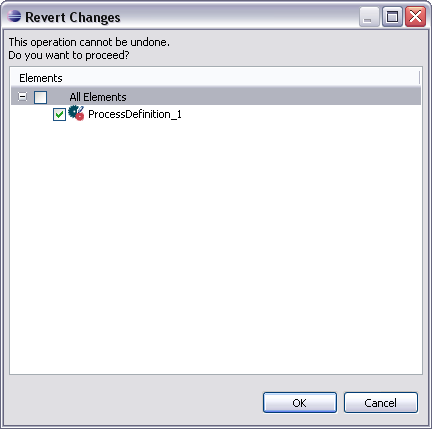 Revert Changes
This operation cannot be undone.
Do you want to proceed?
Elements
All Elements
ProcessDefinition_1
OK
Cancel